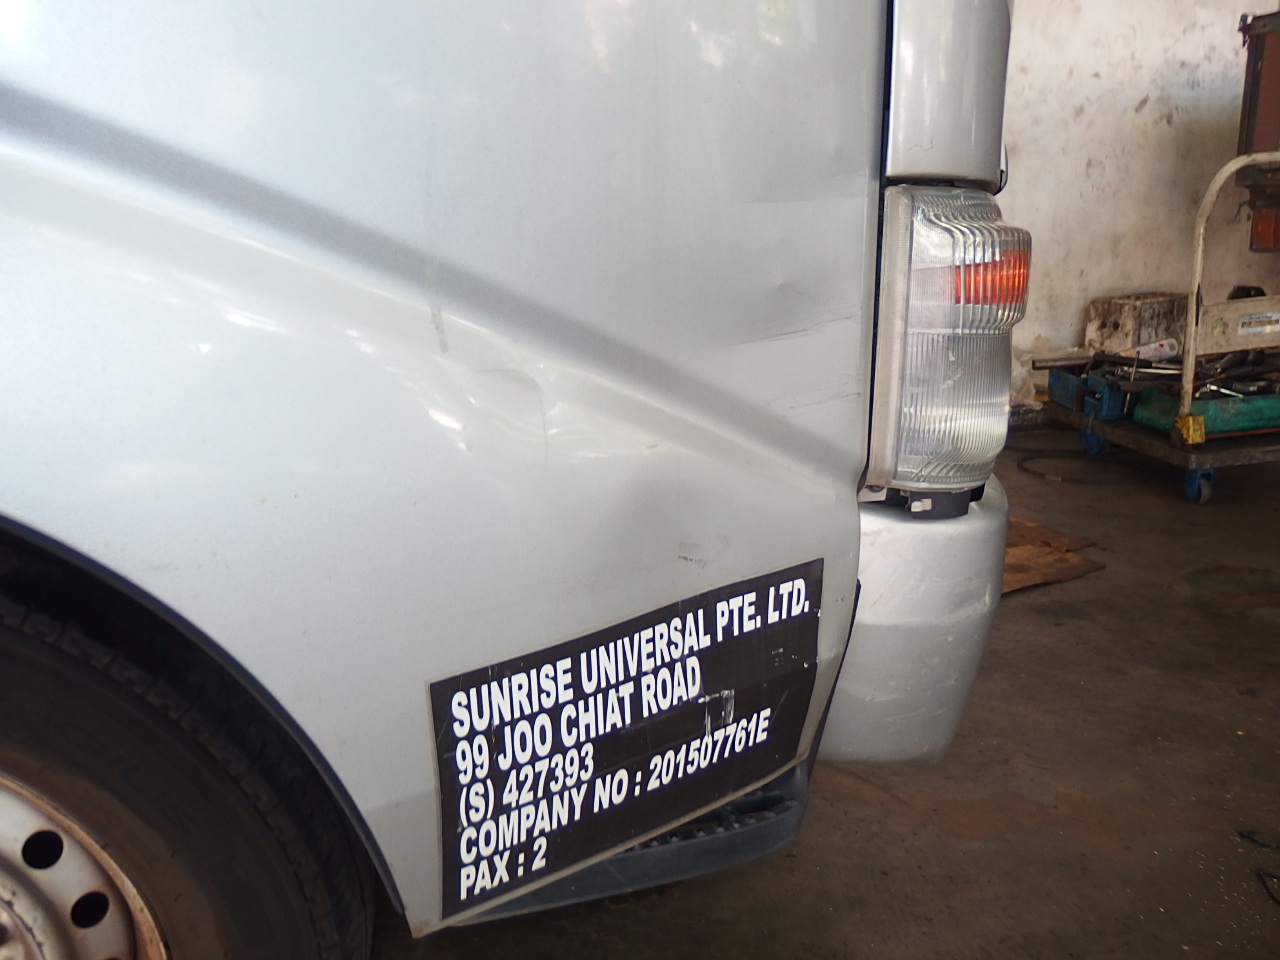 SUNRISE UNIVERSAL PTE. LTD.
99 JOO CHIAT ROAD
(S) 427393
COMPANY NO : 201507761E
PAX : 2